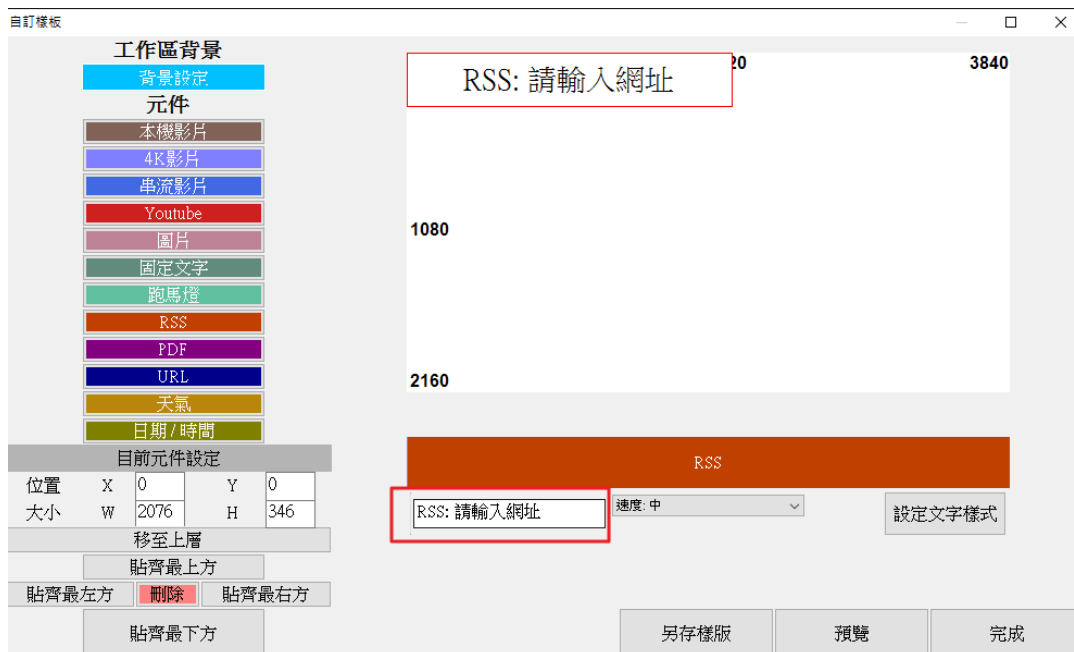 自訂樣板
工作區背景
背景設定
元件
本機影片
4K影片
串流影片
Youtube
圖片
固定文字
跑馬燈
RSS
PDF
URL
天氣
日期/時間
目前元件設定
位置 X 0 Y 0
大小 W 2076 H 346
移至上層
貼齊最上方
貼齊最左方 刪除 貼齊最右方
貼齊最下方
RSS: 請輸入網址
20 3840
1080
2160
RSS
RSS: 請輸入網址 速度: 中 設定文字樣式
另存樣版 預覽 完成